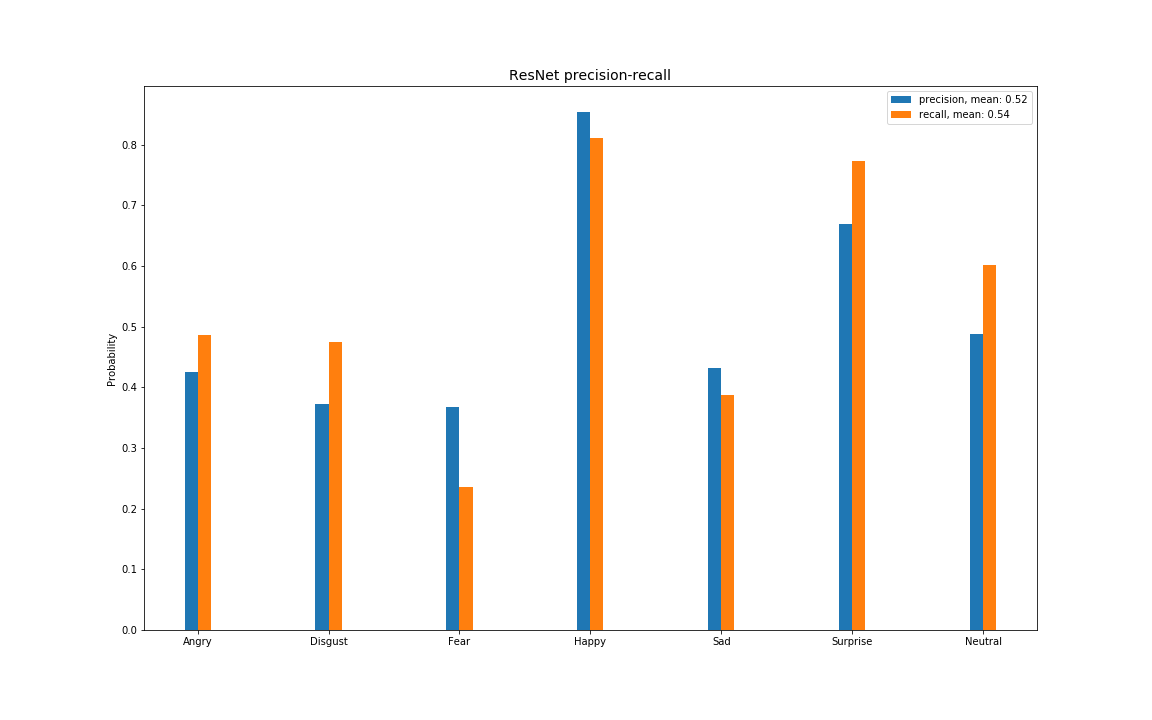 ResNet precision-recall
precision, mean: 0.52
recall, mean: 0.54
Probability
0.8
0.7
0.6
0.5
0.4
0.3
0.2
0.1
0.0
Angry Disgust Fear Happy Sad Surprise Neutral